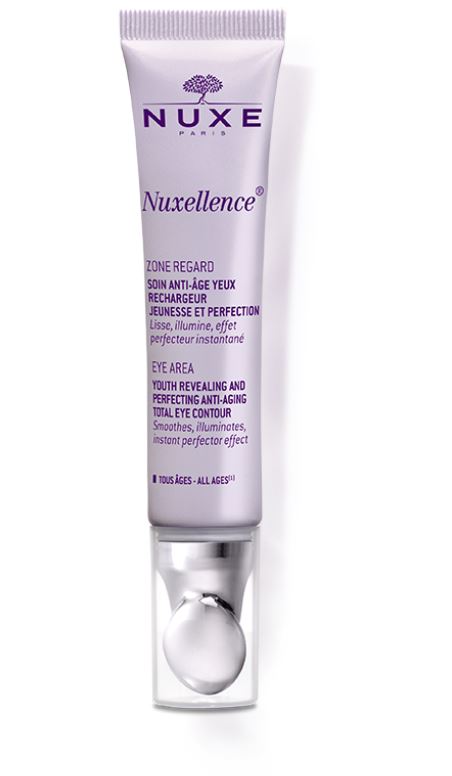 NUXE
PARIS
Nuxellence®
ZONE REGARD
SOIN ANTI-ÂGE YEUX
RECHARGEUR
JEUNESSE ET PERFECTION
Lisse, illumine, effet
perfecteur instantané
EYE AREA
YOUTH REVEALING AND
PERFECTING ANTI-AGING
TOTAL EYE CONTOUR
Smoothes, illuminates,
instant perfector effect
TOUS ÂGES - ALL AGES(1)